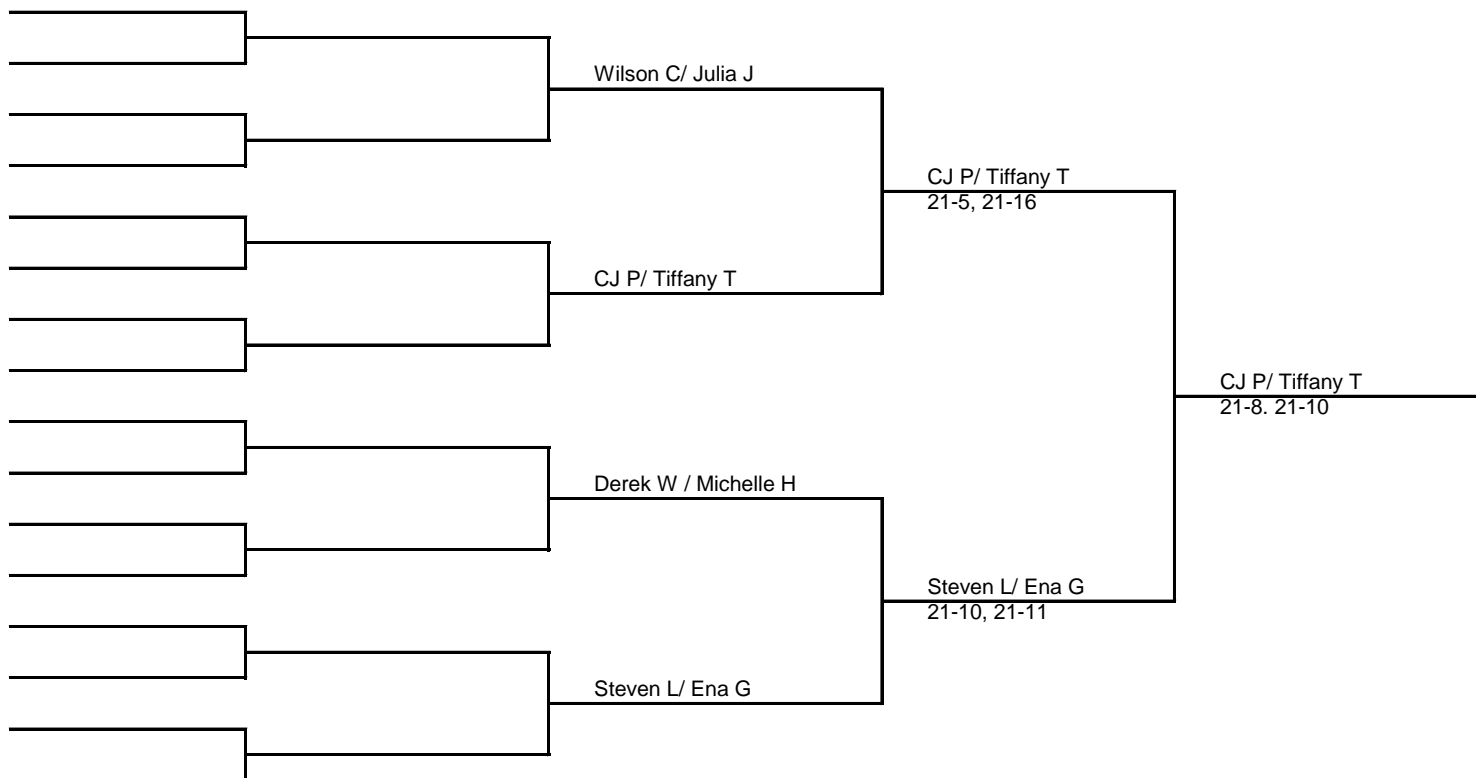 Wilson C/ Julia J
CJ P/ Tiffany T
21-5, 21-16
CJ P/ Tiffany T
CJ P/ Tiffany T
21-8. 21-10
Derek W / Michelle H
Steven L/ Ena G
21-10, 21-11
Steven L/ Ena G